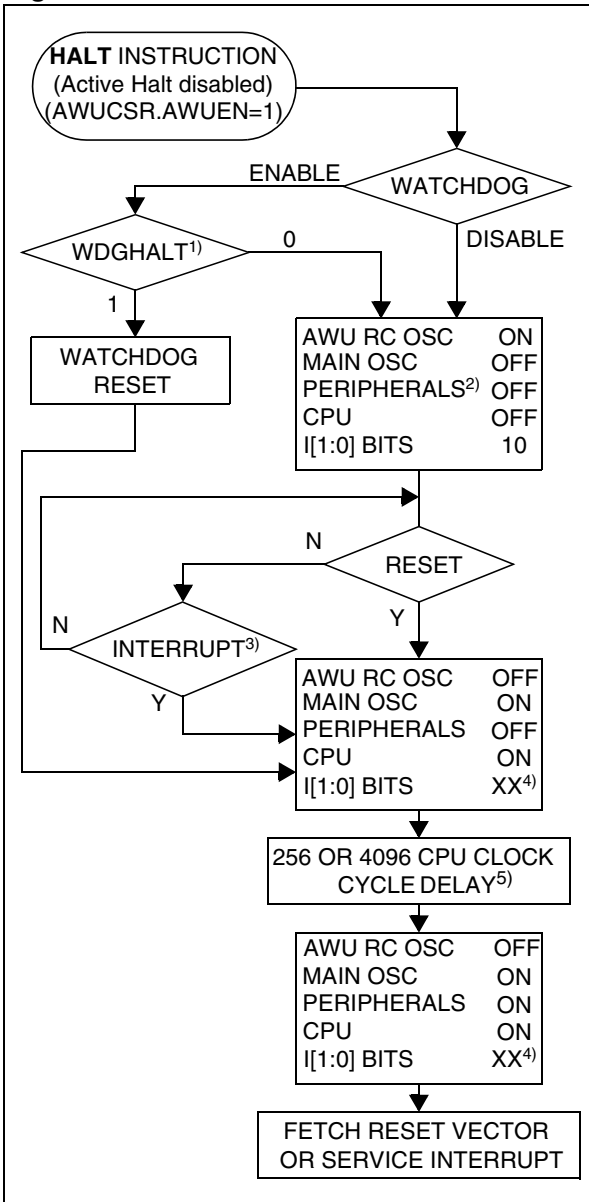 HALT INSTRUCTION
(Active Halt disabled)
(AWUCSR.AWUEN=1)
ENABLE
WATCHDOG
WDGHALT1)
0
DISABLE
1
WATCHDOG
RESET
AWU RC OSC ON
MAIN OSC OFF
PERIPHERALS2) OFF
CPU OFF
I[1:0] BITS 10
N
RESET
N
INTERRUPT3)
Y
Y
AWU RC OSC OFF
MAIN OSC ON
PERIPHERALS OFF
CPU ON
I[1:0] BITS XX4)
256 OR 4096 CPU CLOCK
CYCLE DELAY5)
AWU RC OSC OFF
MAIN OSC ON
PERIPHERALS ON
CPU ON
I[1:0] BITS XX4)
FETCH RESET VECTOR
OR SERVICE INTERRUPT